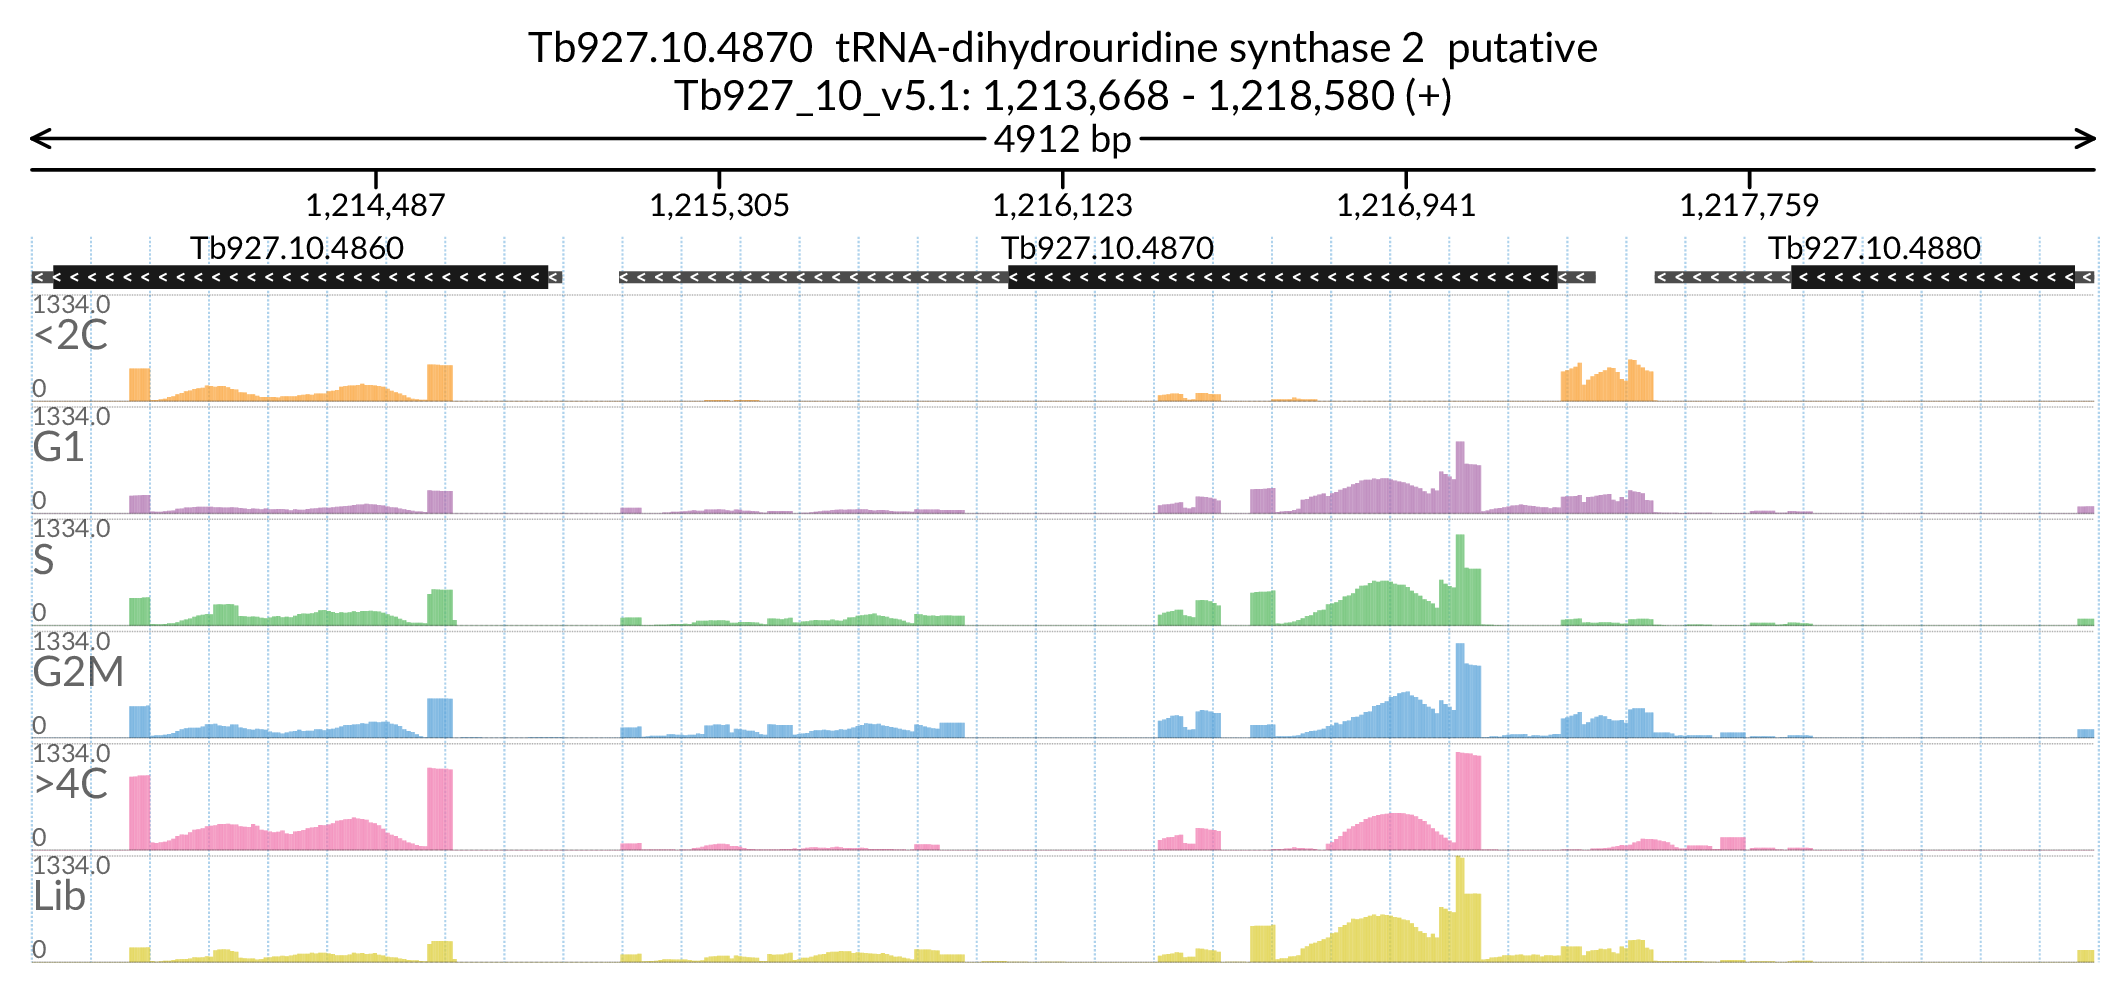 Tb927.10.4870  tRNA-dihydrouridine synthase 2  putative
Tb927_10_v5.1: 1,213,668 - 1,218,580 (+)
4912 bp
1,214,487 1,215,305 1,216,123 1,216,941 1,217,759
Tb927.10.4860 Tb927.10.4870 Tb927.10.4880
1334.0
<2C
0
1334.0
G1
0
1334.0
S
0
1334.0
G2M
0
1334.0
>4C
0
1334.0
Lib
0